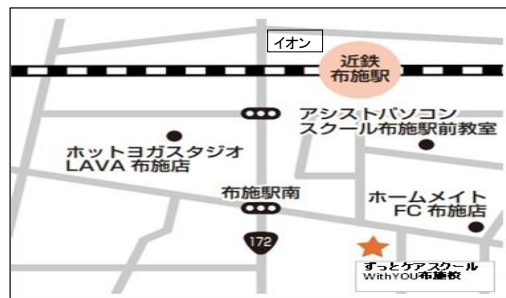 イオン
近鉄
布施駅
アシストパソコン
スクール布施駅前教室
ホットヨガスタジオ
LAVA 布施店
布施駅南
ホームメイト
FC 布施店
172
ずっとケアスクール
WithYOU布施校